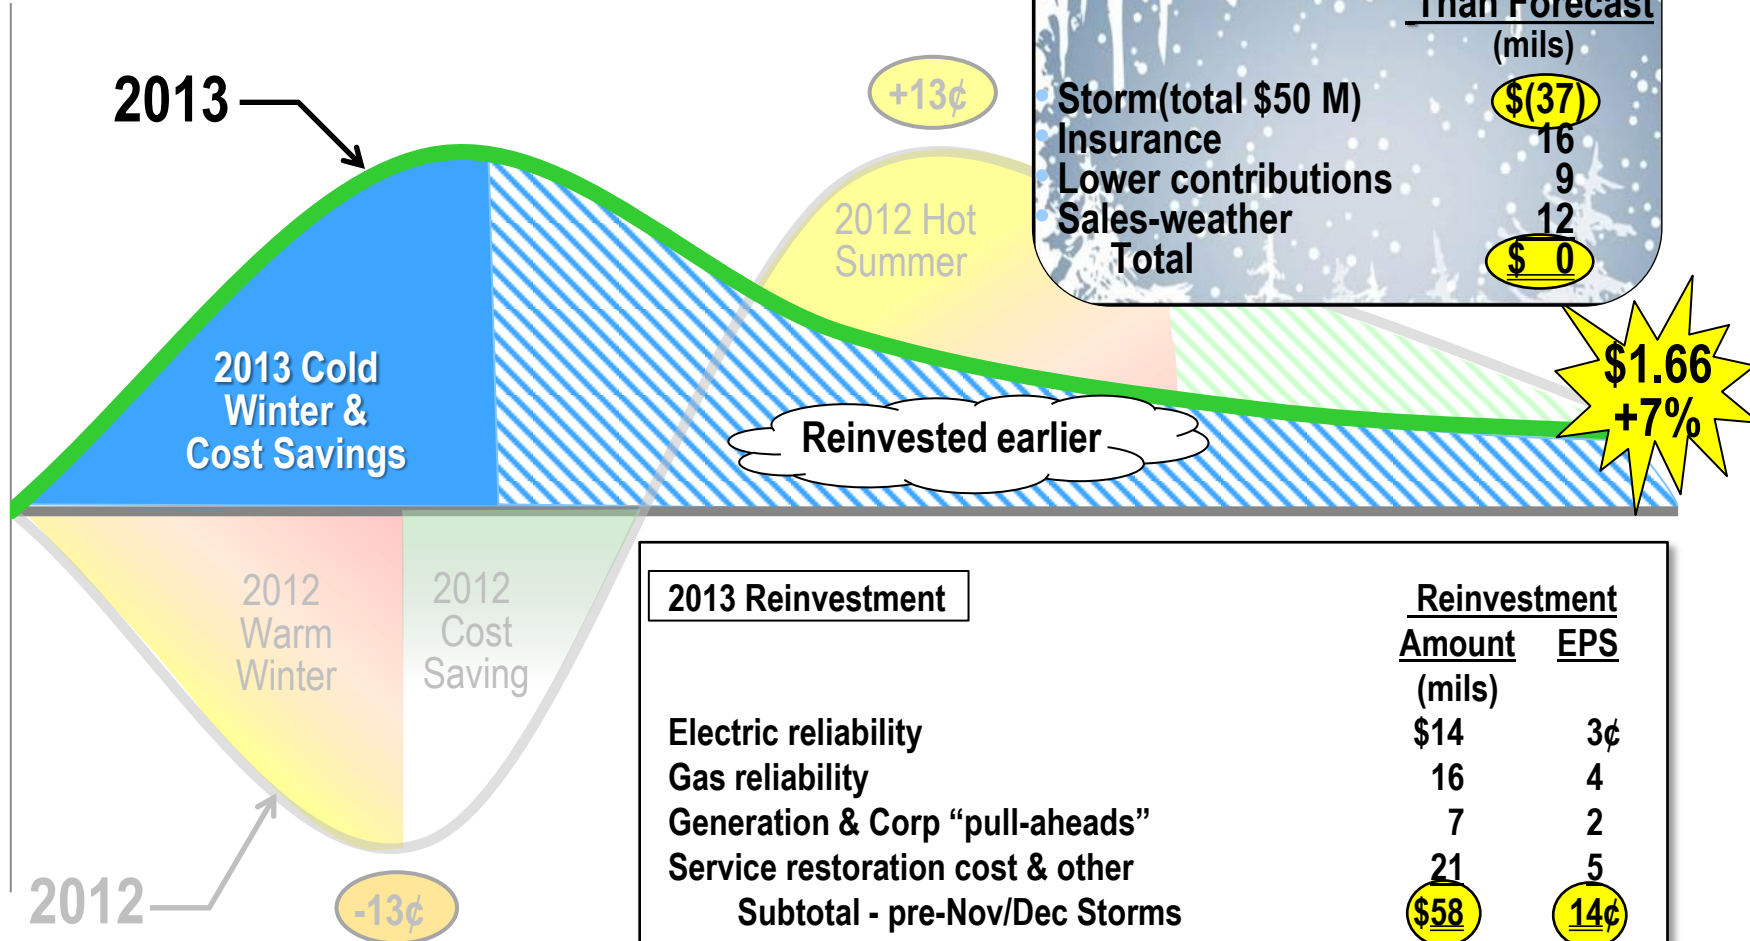 Than Forecast
(mils)
Storm(total $50 M) $(37)
Insurance 16
Lower contributions 9
Sales-weather 12
Total $ 0
2013
+13¢
2012 Hot
Summer
$1.66
+7%
2013 Cold
Winter &
Cost Savings
Reinvested earlier
2012
Warm
Winter
2012
Cost
Saving
2012
-13¢
2013 Reinvestment Reinvestment
Amount EPS
(mils)
Electric reliability $14 3¢
Gas reliability 16 4
Generation & Corp “pull-aheads” 7 2
Service restoration cost & other 21 5
Subtotal - pre-Nov/Dec Storms $58 14¢